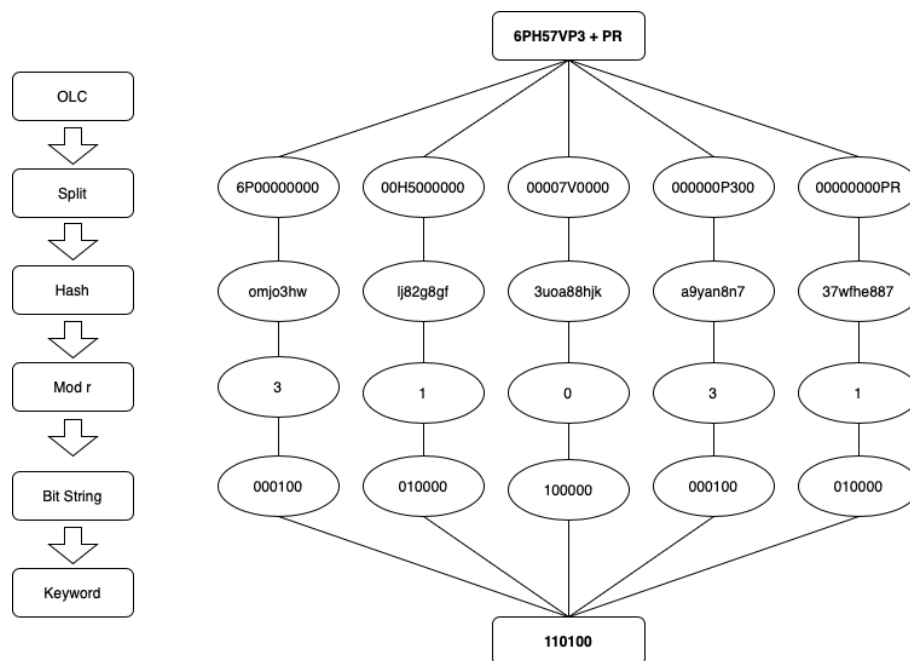 6PH57VP3 + PR
OLC
Split
6P00000000
00H5000000
00007V0000
000000P300
00000000PR
Hash
omjo3hw
lj82g8gf
3uoa88hjk
a9yan8n7
37wfhe887
Mod r
3
1
0
3
1
Bit String
000100
010000
100000
000100
010000
Keyword
110100